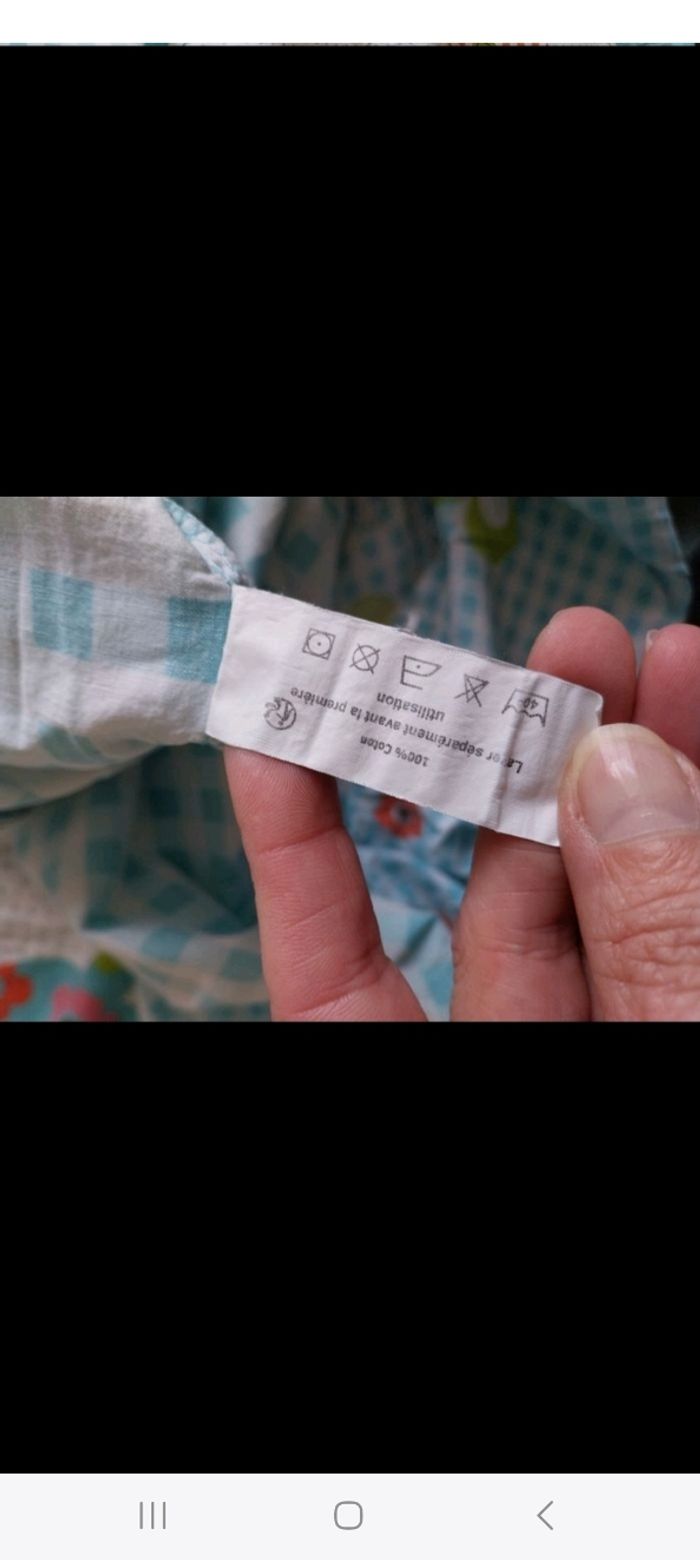 100% Coton
Laver séparément avant la première
utilisation
40